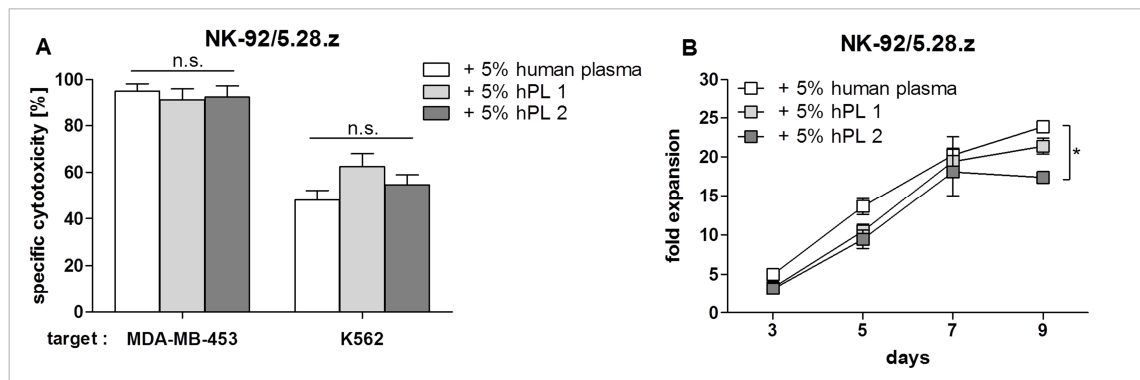 A
NK-92/5.28.z
n.s.
n.s.
+ 5% human plasma
+ 5% hPL 1
+ 5% hPL 2
specific cytotoxicity [%]
100
80
60
40
20
0
target : MDA-MB-453 K562
B
NK-92/5.28.z
+ 5% human plasma
+ 5% hPL 1
+ 5% hPL 2
*
fold expansion
30
25
20
15
10
5
0
3 5 7 9
days